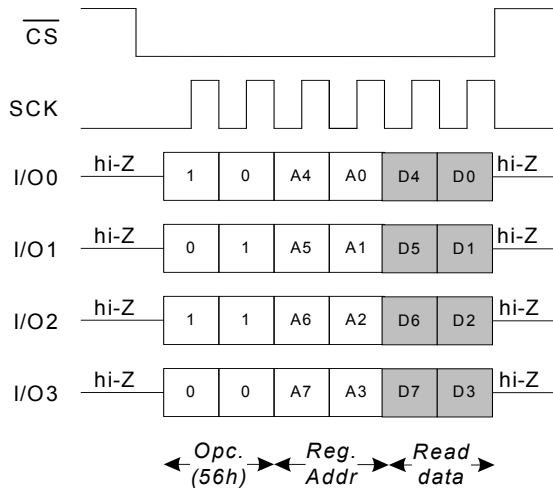 CS
SCK
hi-Z hi-Z
I/O0 1 0 A4 A0 D4 D0
hi-Z hi-Z
I/O1 0 1 A5 A1 D5 D1
hi-Z hi-Z
I/O2 1 1 A6 A2 D6 D2
hi-Z hi-Z
I/O3 0 0 A7 A3 D7 D3
Opc. Reg. Read
(56h) Addr data